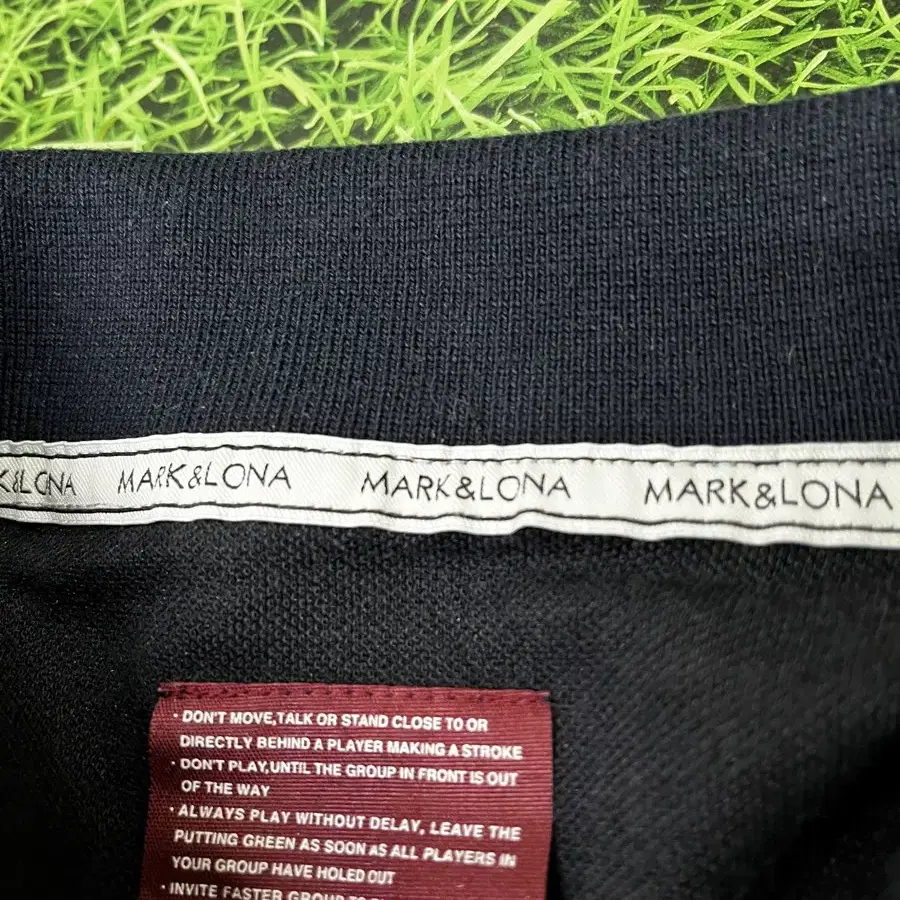 K&LONA MARK&LONA MARK&LONA MARK&LONA
· DON'T MOVE,TALK OR STAND CLOSE TO OR
DIRECTLY BEHIND A PLAYER MAKING A STROKE
· DON'T PLAY,UNTIL THE GROUP IN FRONT IS OUT
OF THE WAY
· ALWAYS PLAY WITHOUT DELAY, LEAVE THE
PUTTING GREEN AS SOON AS ALL PLAYERS IN
YOUR GROUP HAVE HOLED OUT
· INVITE FASTER GROUP TO